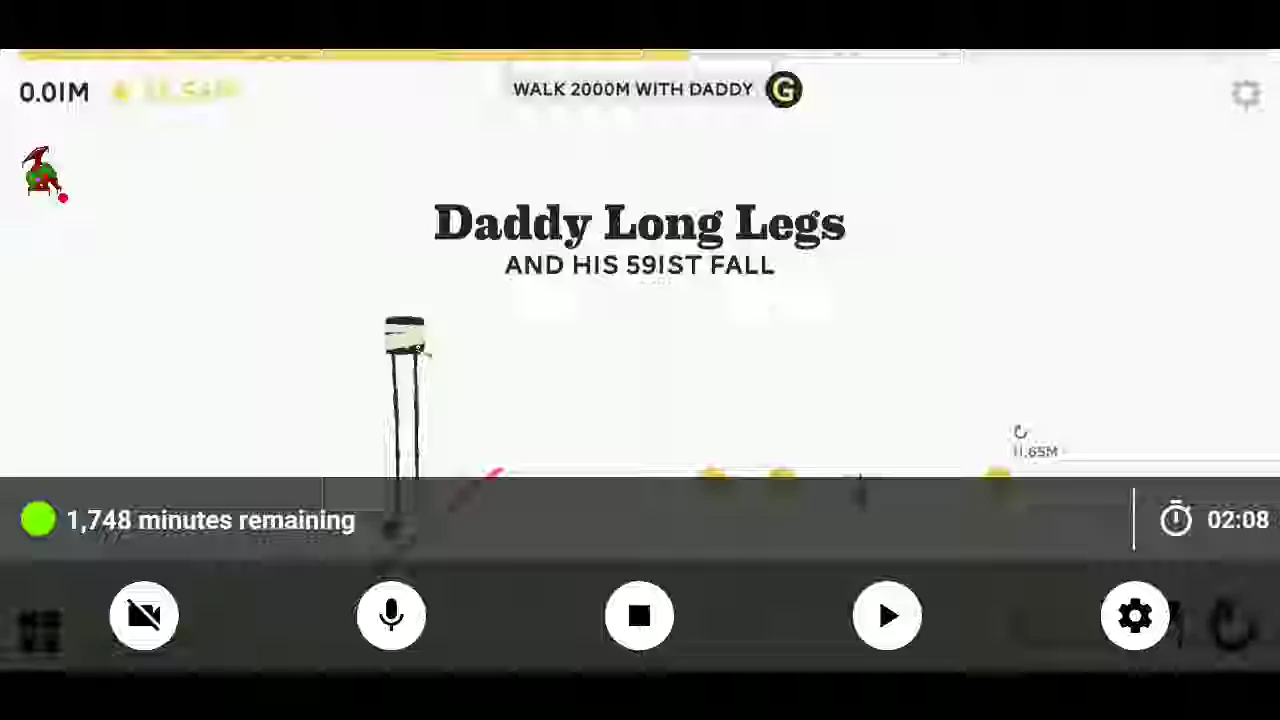 0.01M
WALK 2000M WITH DADDY G
Daddy Long Legs
AND HIS 591ST FALL
11.65M
1,748 minutes remaining
02:08